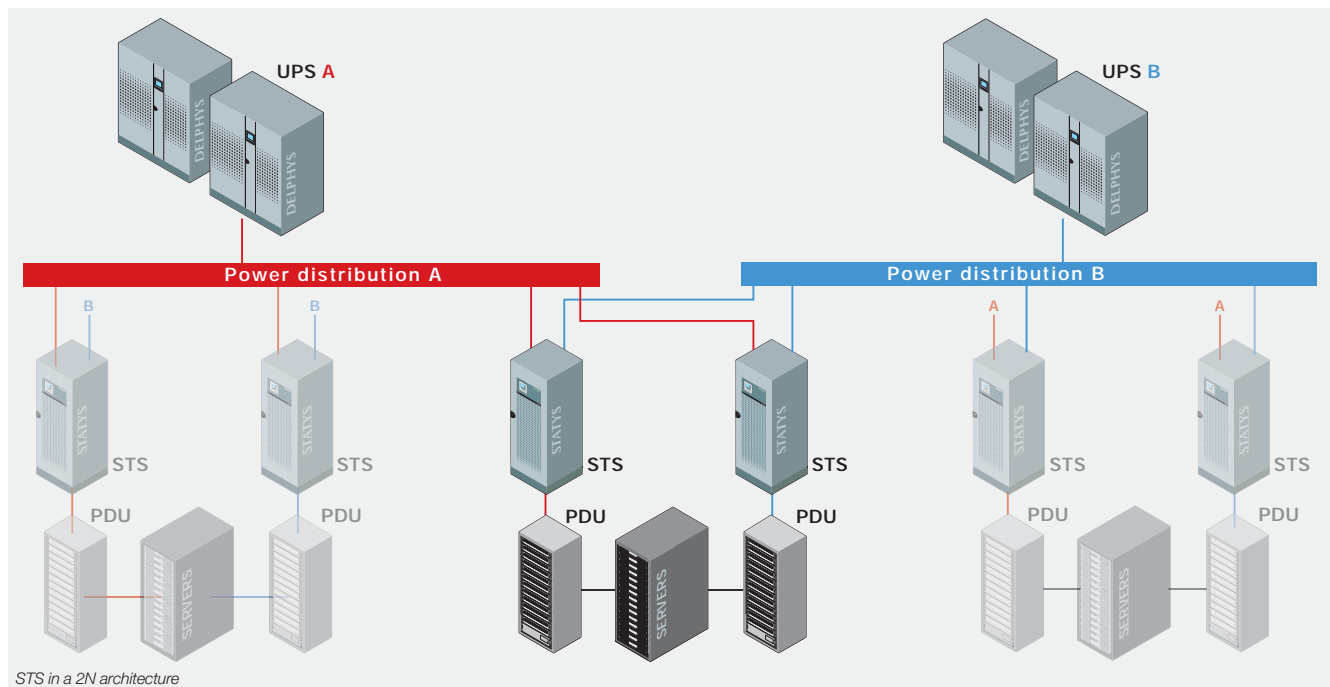 UPS A
UPS B
DELPHYS
DELPHYS
DELPHYS
DELPHYS
Power distribution A
Power distribution B
B
B
A
A
STATYS
STATYS
STATYS
STATYS
STATYS
STATYS
STS
STS
STS
STS
STS
STS
PDU
PDU
PDU
PDU
PDU
PDU
SERVERS
SERVERS
SERVERS
STS in a 2N architecture